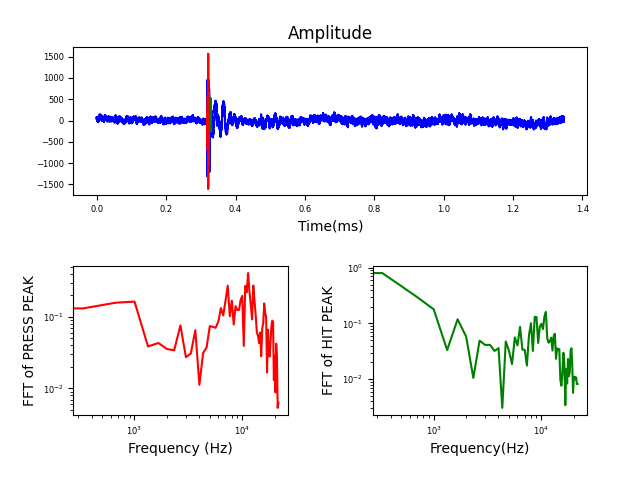 Amplitude
1500
1000
500
0
−500
−1000
−1500
0.0 0.2 0.4 0.6 0.8 1.0 1.2 1.4
Time(ms)
FFT of PRESS PEAK
10⁻¹
10⁻²
10³ 10⁴
Frequency (Hz)
FFT of HIT PEAK
10⁰
10⁻¹
10⁻²
10³ 10⁴
Frequency(Hz)